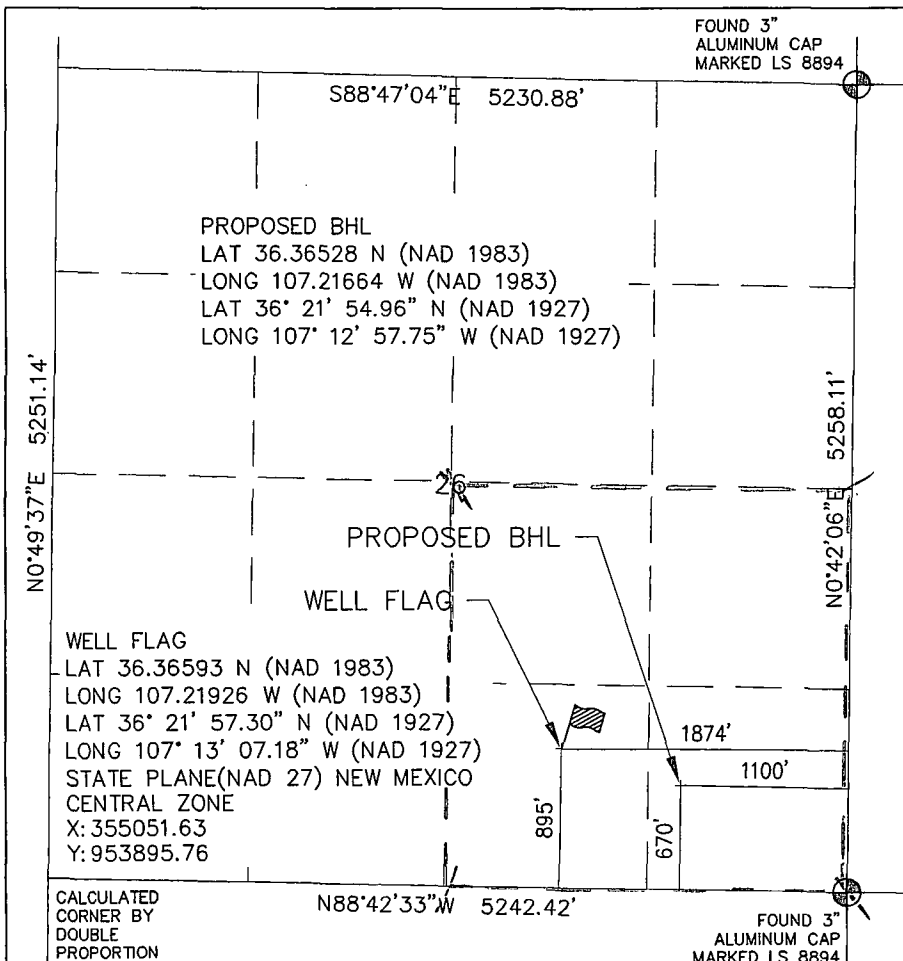 FOUND 3"
ALUMINUM CAP
MARKED LS 8894
S88°47'04"E 5230.88'
PROPOSED BHL
LAT 36.36528 N (NAD 1983)
LONG 107.21664 W (NAD 1983)
LAT 36° 21' 54.96" N (NAD 1927)
LONG 107° 12' 57.75" W (NAD 1927)
N0°49'37"E 5251.14'
N0°42'06"E 5258.11'
26
PROPOSED BHL
WELL FLAG
WELL FLAG
LAT 36.36593 N (NAD 1983)
LONG 107.21926 W (NAD 1983)
LAT 36° 21' 57.30" N (NAD 1927)
LONG 107° 13' 07.18" W (NAD 1927)
STATE PLANE(NAD 27) NEW MEXICO
CENTRAL ZONE
X: 355051.63
Y: 953895.76
1874'
1100'
895'
670'
CALCULATED
CORNER BY
DOUBLE
PROPORTION
N88°42'33"W 5242.42'
FOUND 3"
ALUMINUM CAP
MARKED LS 8894